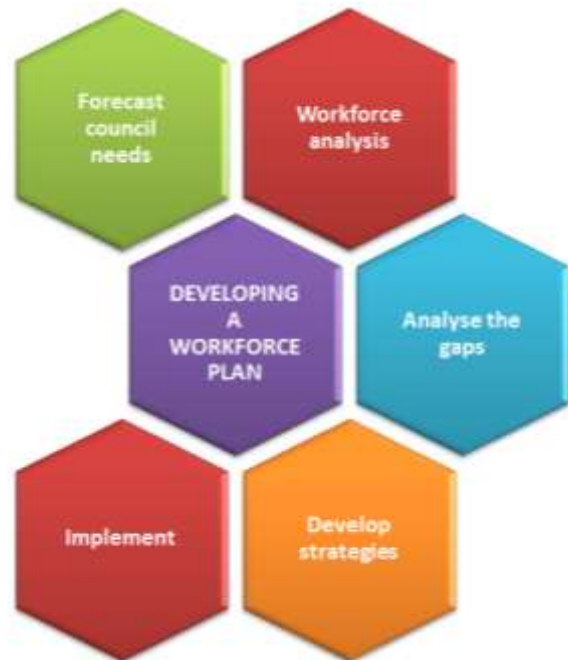 Forecast
council
needs
Workforce
analysis
DEVELOPING
A
WORKFORCE
PLAN
Analyse the
gaps
Implement
Develop
strategies